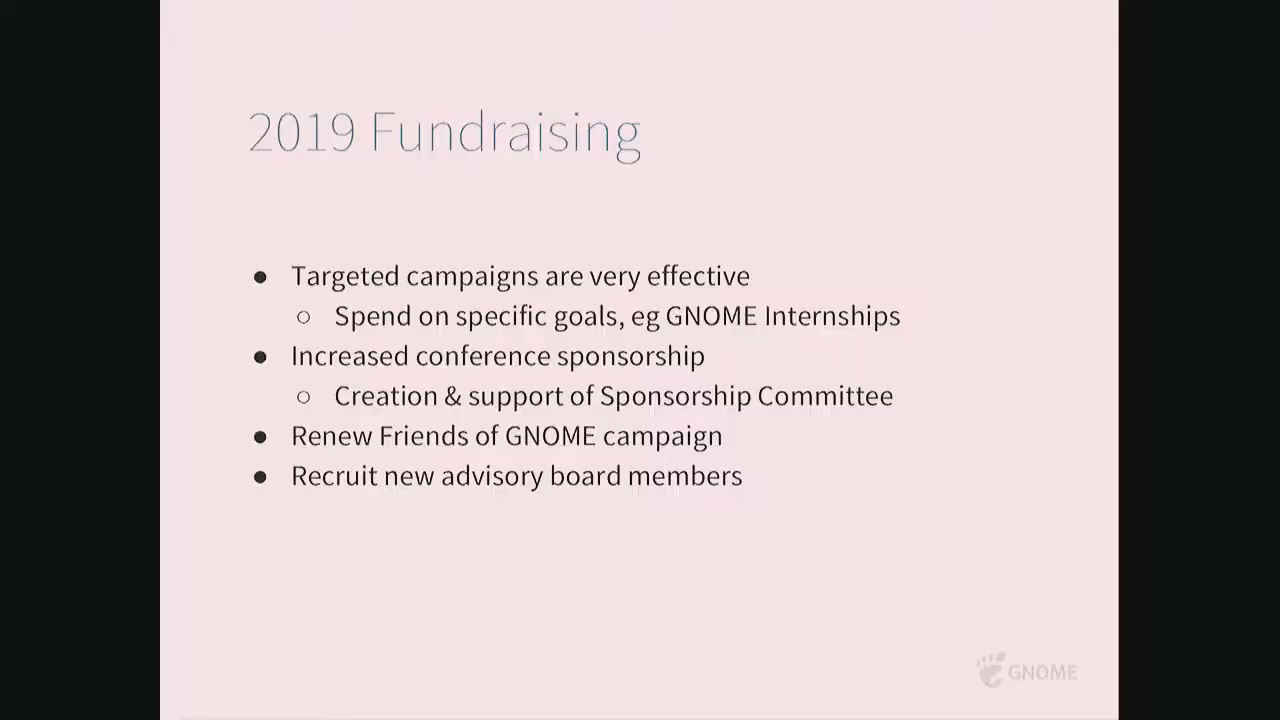 2019 Fundraising
● Targeted campaigns are very effective
○ Spend on specific goals, eg GNOME Internships
● Increased conference sponsorship
○ Creation & support of Sponsorship Committee
● Renew Friends of GNOME campaign
● Recruit new advisory board members
GNOME